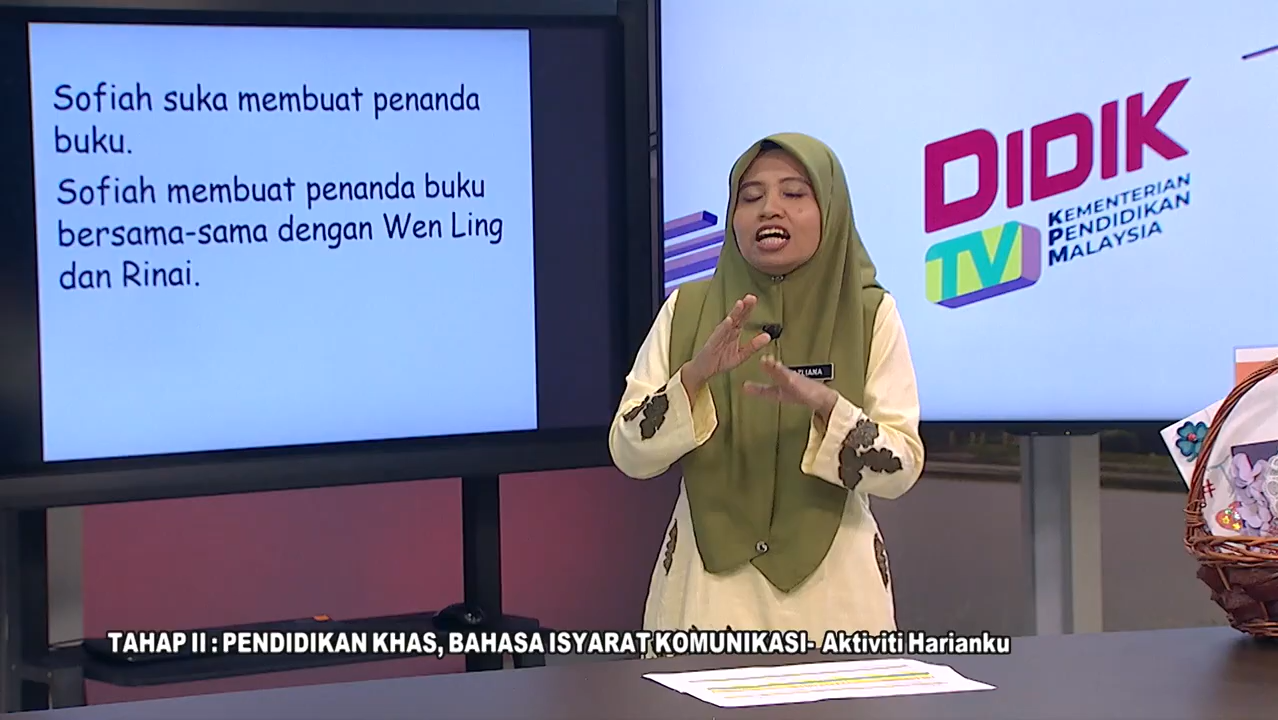 Sofiah suka membuat penanda
buku.
Sofiah membuat penanda buku
bersama-sama dengan Wen Ling
dan Rinai.
DIDIK
TV
KEMENTERIAN
PENDIDIKAN
MALAYSIA
TAHAP II : PENDIDIKAN KHAS, BAHASA ISYARAT KOMUNIKASI- Aktiviti Harianku